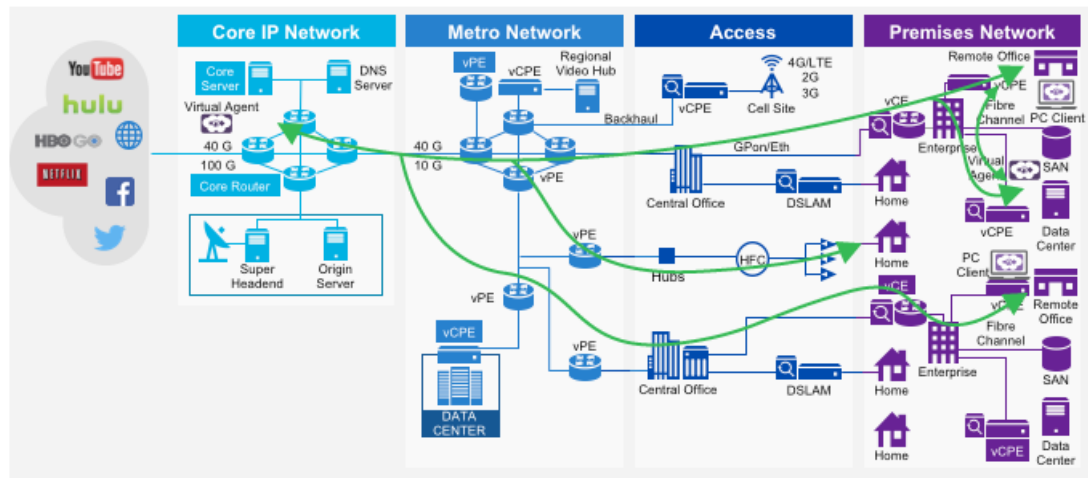 Core IP Network
Metro Network
Access
Premises Network
YouTube
hulu
HBO GO
NETFLIX
Core
Server
DNS
Server
Virtual Agent
40 G
100 G
Core Router
Super
Headend
Origin
Server
vPE
vCPE
Regional
Video Hub
Backhaul
40 G
10 G
vPE
vPE
vPE
vCPE
DATA
CENTER
vPE
vCPE
4G/LTE
2G
3G
Cell Site
GPon/Eth
Central Office
DSLAM
Hubs
HFC
Central Office
DSLAM
Remote Office
vCPE
vCE
Fibre
Channel
PC Client
Enterprise
Virtual
Agent
SAN
Home
vCPE
Data
Center
Home
PC
Client
vCE
vCPE
Remote
Office
Fibre
Channel
Enterprise
SAN
Home
Home
vCPE
Data
Center